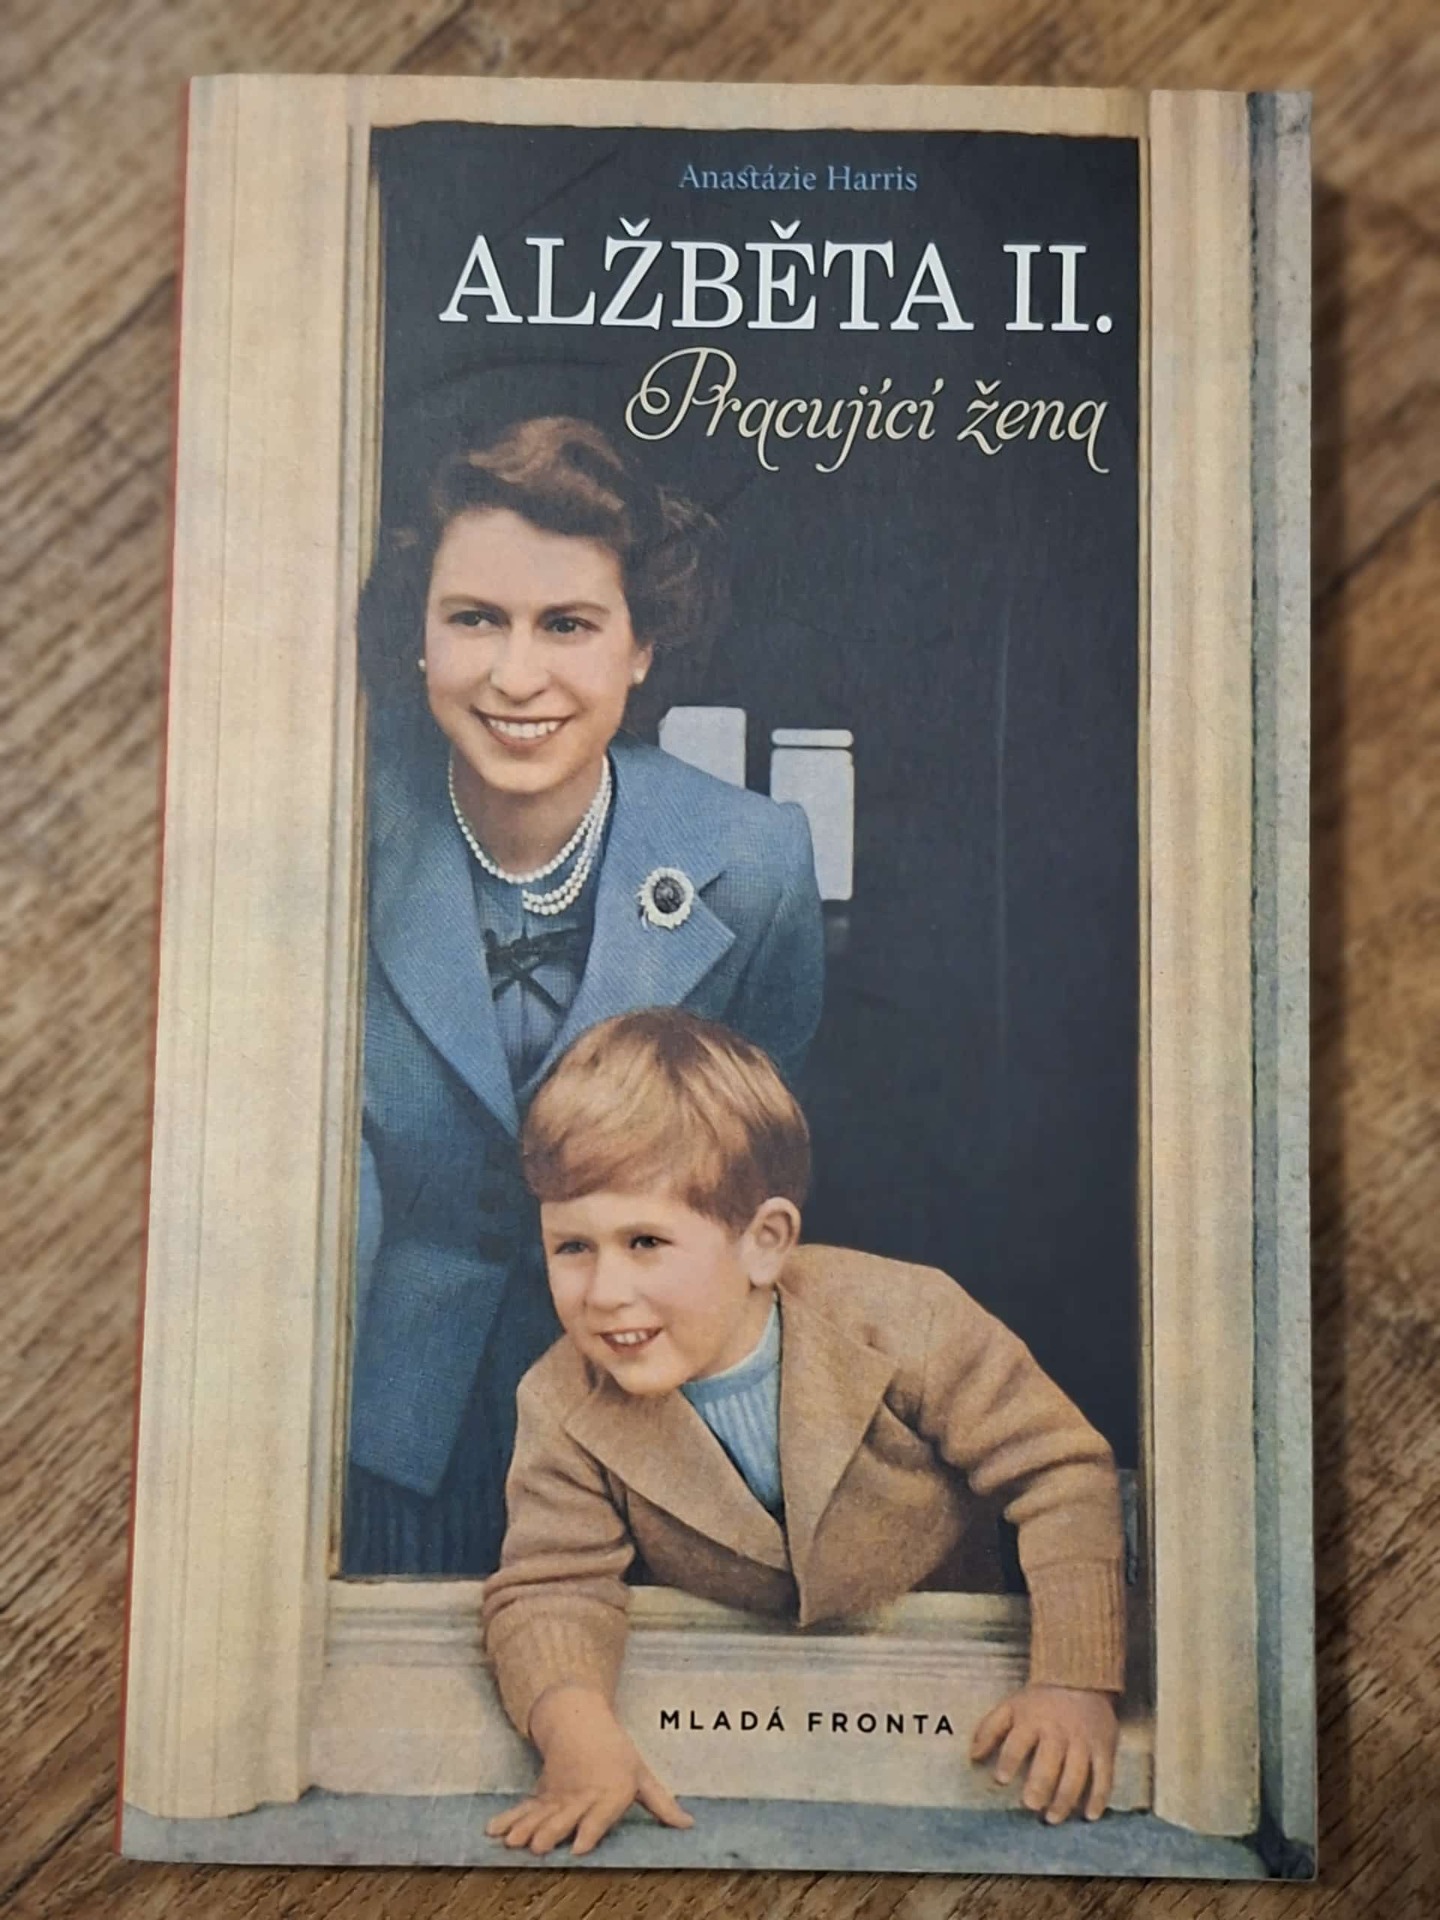 Anastázie Harris
ALŽBĚTA II.
Pracující žena
MLADÁ FRONTA